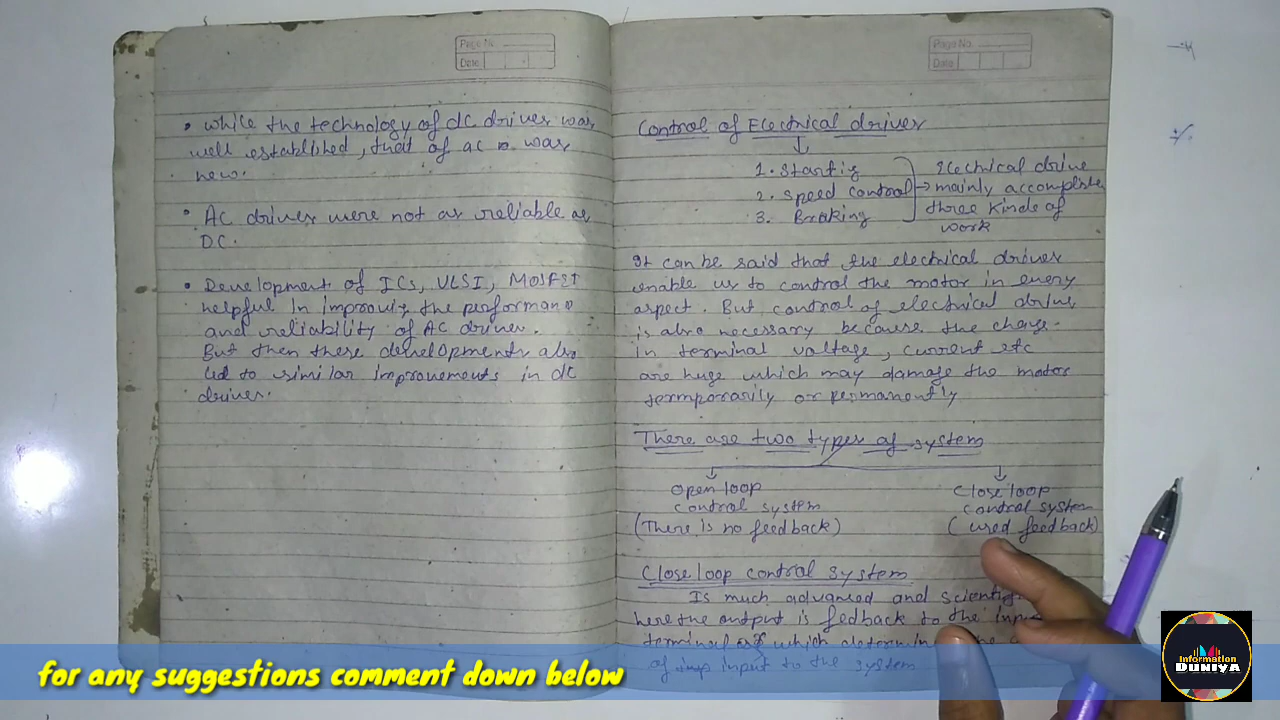 Page No.
Date
• While the technology of dc drives was
well established, that of ac was
new.
• AC drives were not as reliable as
DC.
• Development of ICs, VLSI, MOSFET
helpful in improving the performance
and reliability of AC drives.
But then these developments also
led to similar improvements in dc
drives.
Page No.
Date
Control of Electrical drives
1. Startig
2. Speed control
3. Braking
Electrical drive
mainly accomplate
three kinds of
work
It can be said that the electrical drives
enable us to control the motor in every
aspect. But control of electrical drives
is also necessary because the change
in terminal voltage, current etc
are huge which may damage the motor
termporarily or permanently
There are two types of system
Open loop
control system
(There is no feedback)
Close loop
control system
(used feedback)
Close loop control system
Is much advanced and
here the output is fedback to the
terminal which determin
of input to the system
for any suggestions comment down below
Information
DUNIYA